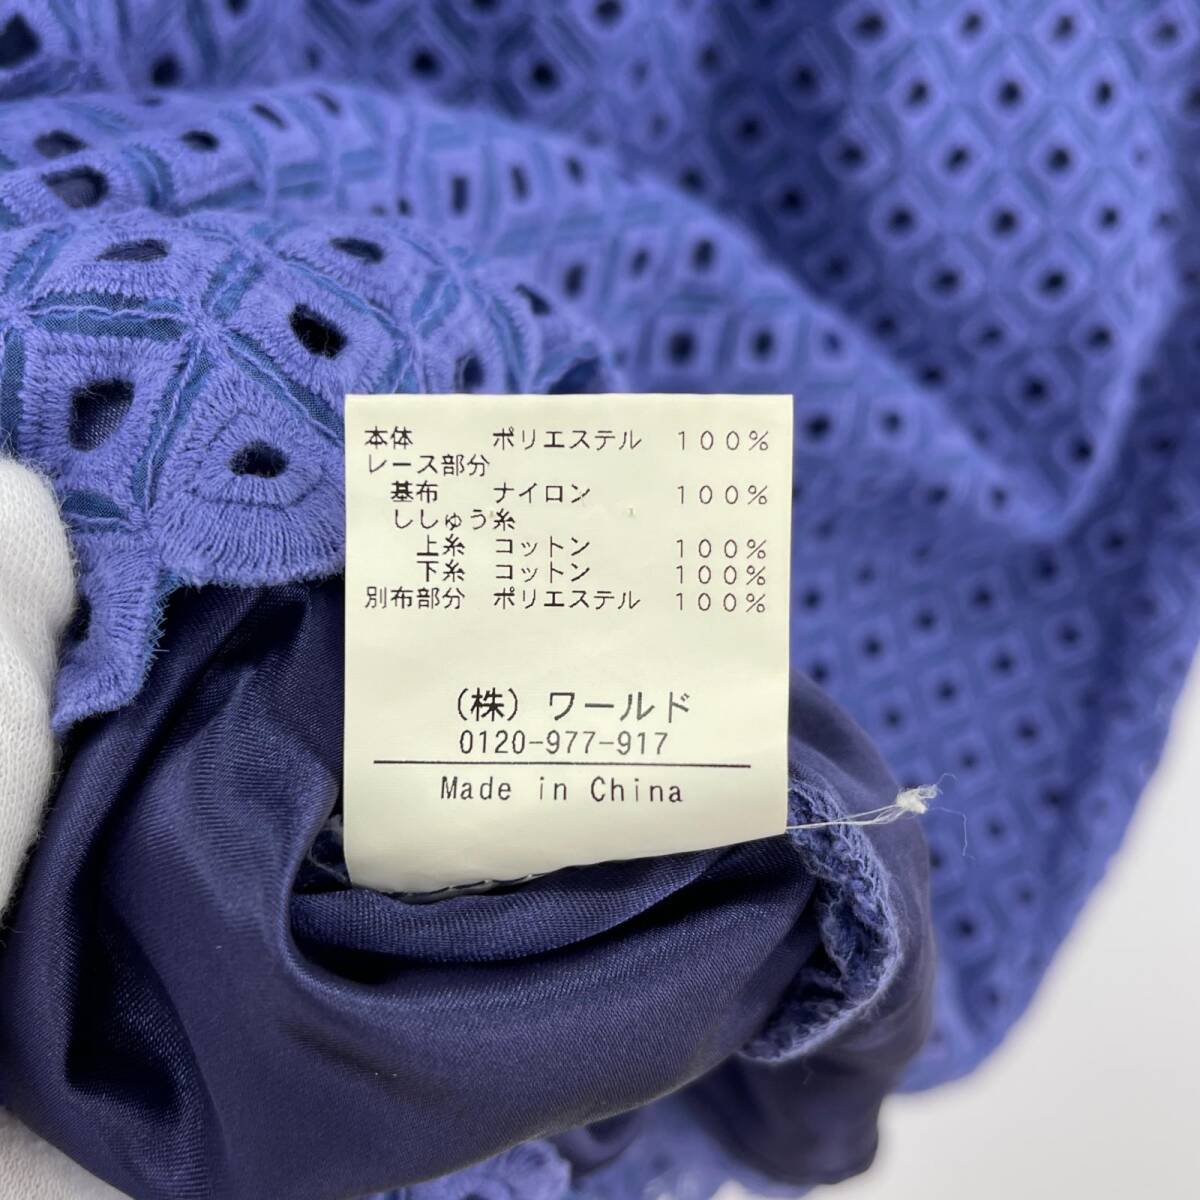 本体 ポリエステル １００％
レース部分
基布 ナイロン １００％
ししゅう糸
上糸 コットン １００％
下糸 コットン １００％
別布部分 ポリエステル １００％
（株）ワールド
0120-977-917
Made in China